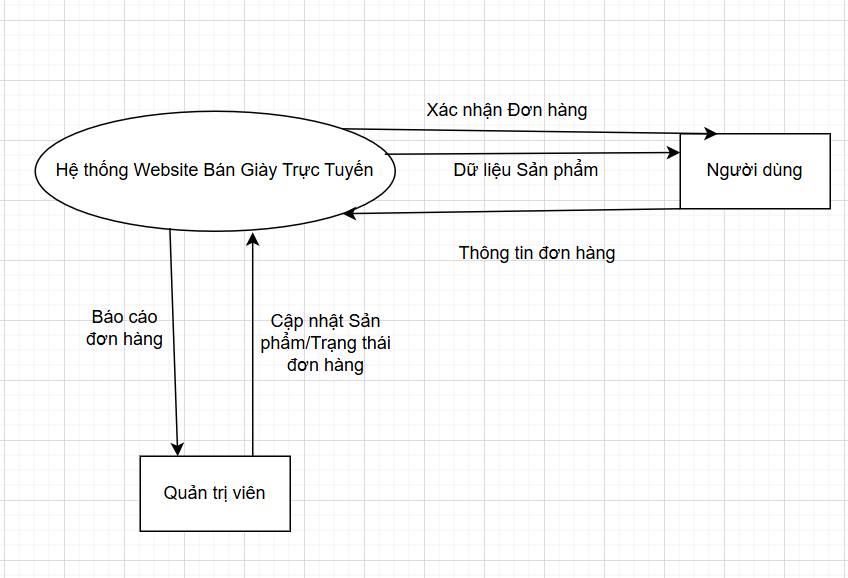 Xác nhận Đơn hàng
Hệ thống Website Bán Giày Trực Tuyến
Dữ liệu Sản phẩm
Người dùng
Thông tin đơn hàng
Báo cáo
đơn hàng
Cập nhật Sản
phẩm/Trạng thái
đơn hàng
Quản trị viên